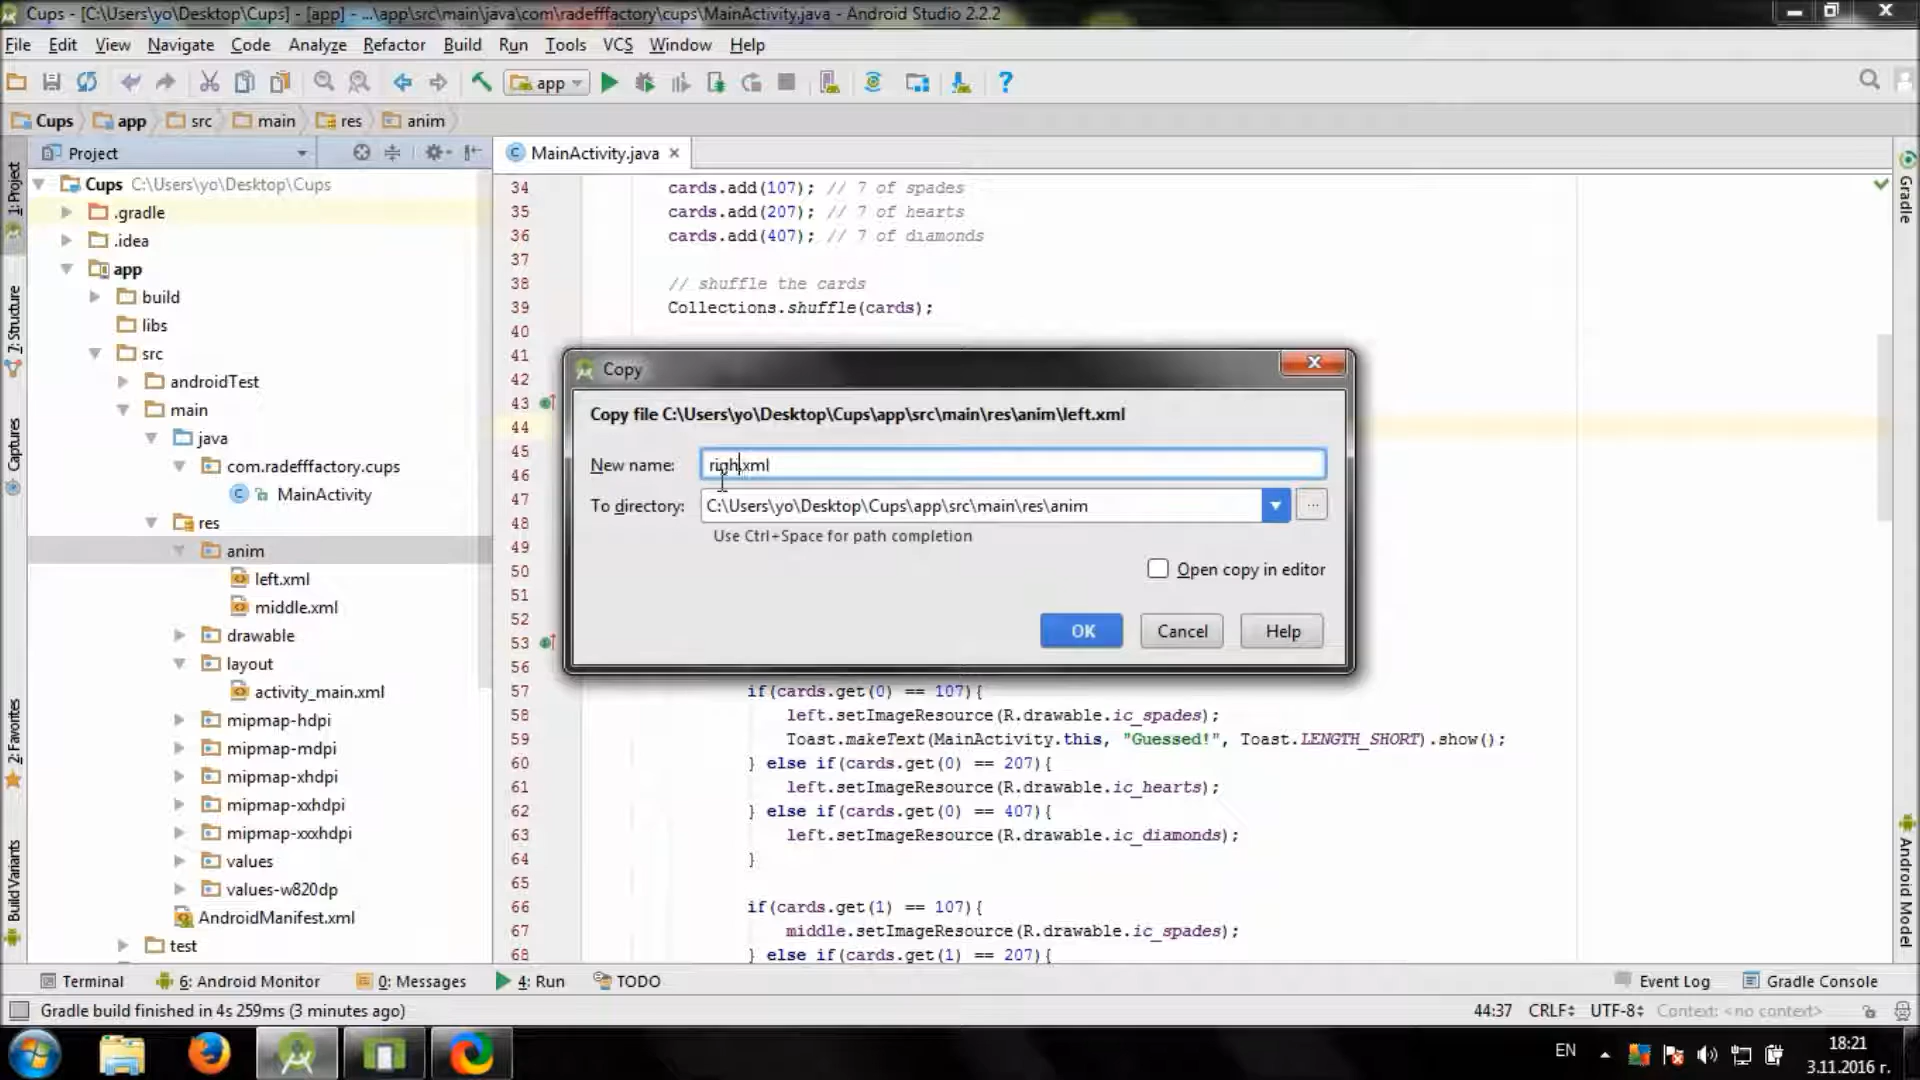 Cups - [C:\Users\yo\Desktop\Cups] - [app] - ...\app\src\main\java\com\radefffactory\cups\MainActivity.java - Android Studio 2.2.2
File Edit View Navigate Code Analyze Refactor Build Run Tools VCS Window Help
app
Cups app src main res anim
Project
MainActivity.java
1: Project
7: Structure
Captures
2: Favorites
Build Variants
Cups C:\Users\yo\Desktop\Cups
.gradle
.idea
app
build
libs
src
androidTest
main
java
com.radefffactory.cups
MainActivity
res
anim
left.xml
middle.xml
drawable
layout
activity_main.xml
mipmap-hdpi
mipmap-mdpi
mipmap-xhdpi
mipmap-xxhdpi
mipmap-xxxhdpi
values
values-w820dp
AndroidManifest.xml
test
34 cards.add(107); // 7 of spades
35 cards.add(207); // 7 of hearts
36 cards.add(407); // 7 of diamonds
37
38 // shuffle the cards
39 Collections.shuffle(cards);
40
41
42
43
44
45
46
47
48
49
50
51
52
53
56
57 if(cards.get(0) == 107){
58 left.setImageResource(R.drawable.ic_spades);
59 Toast.makeText(MainActivity.this, "Guessed!", Toast.LENGTH_SHORT).show();
60 } else if(cards.get(0) == 207){
61 left.setImageResource(R.drawable.ic_hearts);
62 } else if(cards.get(0) == 407){
63 left.setImageResource(R.drawable.ic_diamonds);
64 }
65
66 if(cards.get(1) == 107){
67 middle.setImageResource(R.drawable.ic_spades);
68 } else if(cards.get(1) == 207){
Copy
Copy file C:\Users\yo\Desktop\Cups\app\src\main\res\anim\left.xml
New name: righ.xml
To directory: C:\Users\yo\Desktop\Cups\app\src\main\res\anim
Use Ctrl+Space for path completion
Open copy in editor
OK Cancel Help
Gradle
Android Model
Terminal 6: Android Monitor 0: Messages 4: Run TODO Event Log Gradle Console
Gradle build finished in 4s 259ms (3 minutes ago) 44:37 CRLF UTF-8 Context: <no context>
EN
18:21
3.11.2016 г.